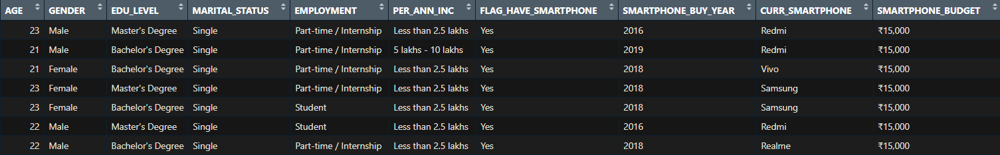 AGE GENDER EDU_LEVEL MARITAL_STATUS EMPLOYMENT PER_ANN_INC FLAG_HAVE_SMARTPHONE SMARTPHONE_BUY_YEAR CURR_SMARTPHONE SMARTPHONE_BUDGET
23 Male Master's Degree Single Part-time / Internship Less than 2.5 lakhs Yes 2016 Redmi ₹15,000
21 Male Bachelor's Degree Single Part-time / Internship 5 lakhs - 10 lakhs Yes 2019 Redmi ₹15,000
21 Female Bachelor's Degree Single Part-time / Internship Less than 2.5 lakhs Yes 2018 Vivo ₹15,000
23 Female Master's Degree Single Part-time / Internship Less than 2.5 lakhs Yes 2018 Samsung ₹15,000
23 Female Bachelor's Degree Single Student Less than 2.5 lakhs Yes 2018 Samsung ₹15,000
22 Male Master's Degree Single Student Less than 2.5 lakhs Yes 2016 Redmi ₹15,000
22 Male Bachelor's Degree Single Part-time / Internship Less than 2.5 lakhs Yes 2018 Realme ₹15,000